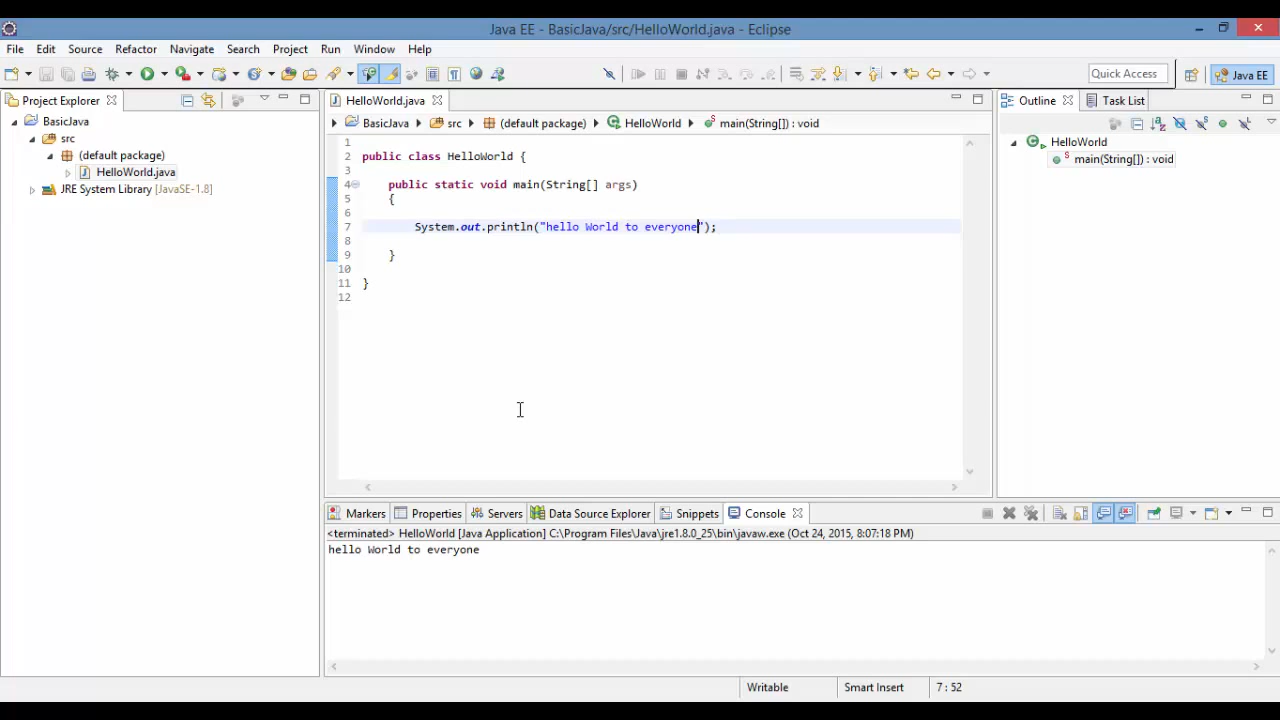 Java EE - BasicJava/src/HelloWorld.java - Eclipse
File Edit Source Refactor Navigate Search Project Run Window Help
Quick Access Java EE
Project Explorer
BasicJava
src
(default package)
HelloWorld.java
JRE System Library [JavaSE-1.8]
HelloWorld.java
BasicJava src (default package) HelloWorld main(String[]) : void
1
2 public class HelloWorld {
3
4 public static void main(String[] args)
5 {
6
7 System.out.println("hello World to everyone");
8
9 }
10
11 }
12
Outline Task List
HelloWorld
main(String[]) : void
Markers Properties Servers Data Source Explorer Snippets Console
<terminated> HelloWorld [Java Application] C:\Program Files\Java\jre1.8.0_25\bin\javaw.exe (Oct 24, 2015, 8:07:18 PM)
hello World to everyone
Writable Smart Insert 7 : 52